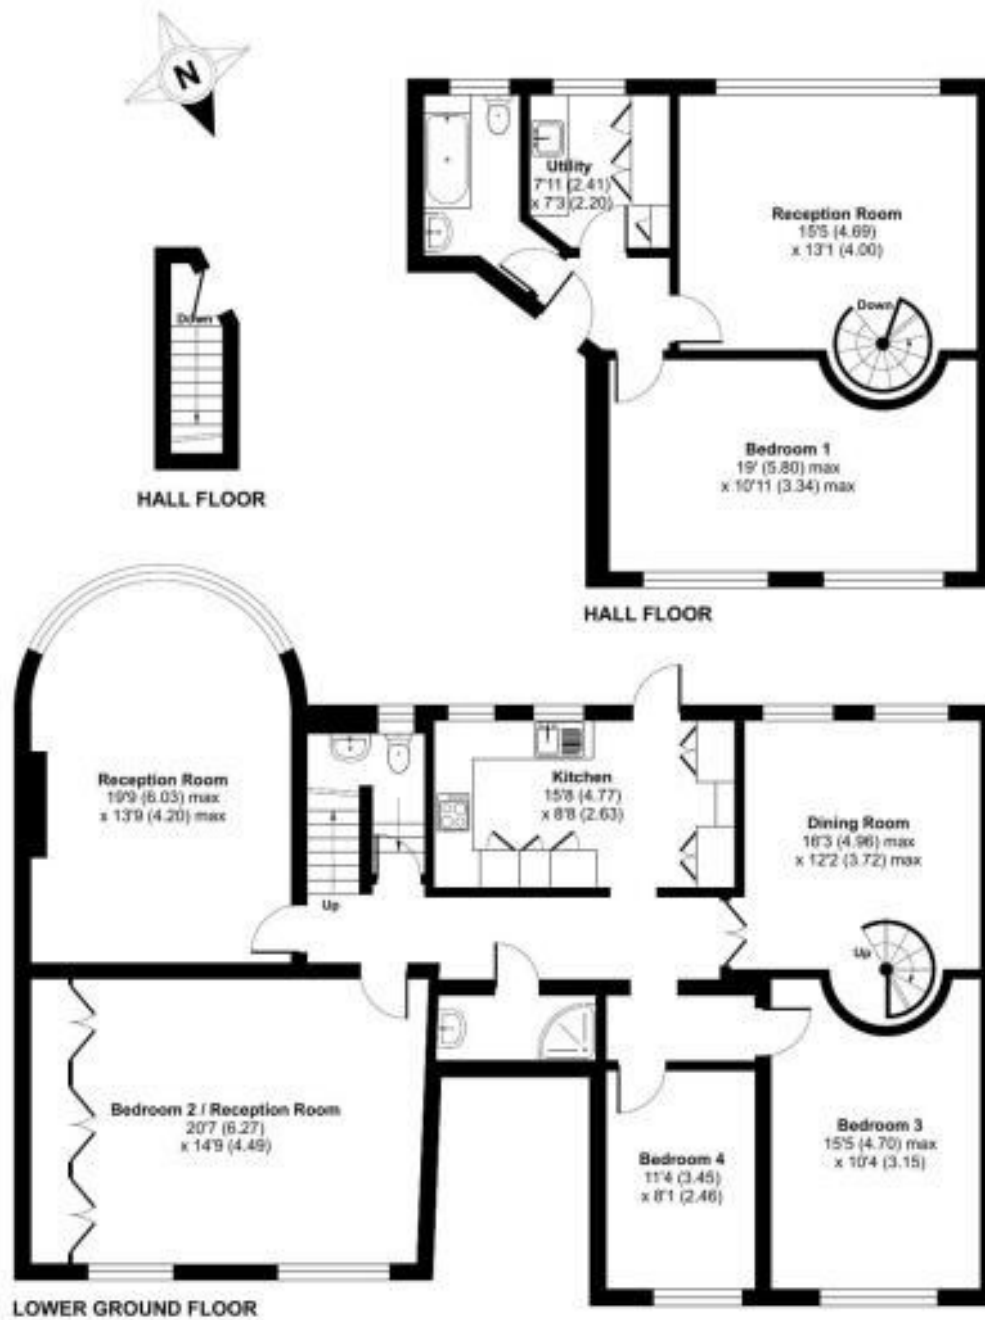 N
Utility
7'11 (2.41)
x 7'3 (2.20)
Reception Room
15'5 (4.69)
x 13'1 (4.00)
Down
Down
Bedroom 1
19' (5.80) max
x 10'11 (3.34) max
HALL FLOOR
HALL FLOOR
Reception Room
19'9 (6.03) max
x 13'9 (4.20) max
Kitchen
15'8 (4.77)
x 8'8 (2.63)
Dining Room
16'3 (4.96) max
x 12'2 (3.72) max
Up
Up
Bedroom 2 / Reception Room
20'7 (6.27)
x 14'9 (4.49)
Bedroom 3
15'5 (4.70) max
x 10'4 (3.15)
Bedroom 4
11'4 (3.45)
x 8'1 (2.46)
LOWER GROUND FLOOR